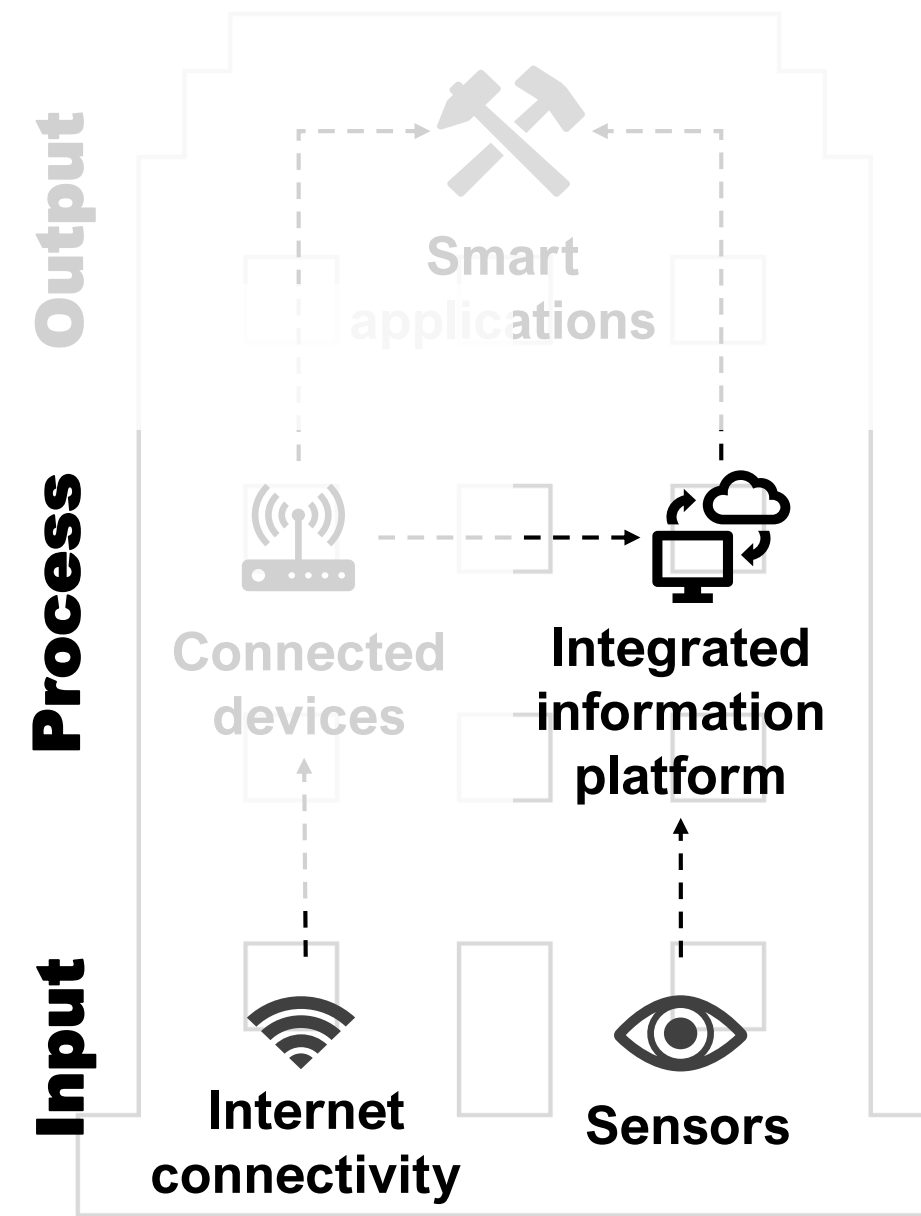 Output
Smart
applications
Process
Connected
devices
Integrated
information
platform
Input
Internet
connectivity
Sensors